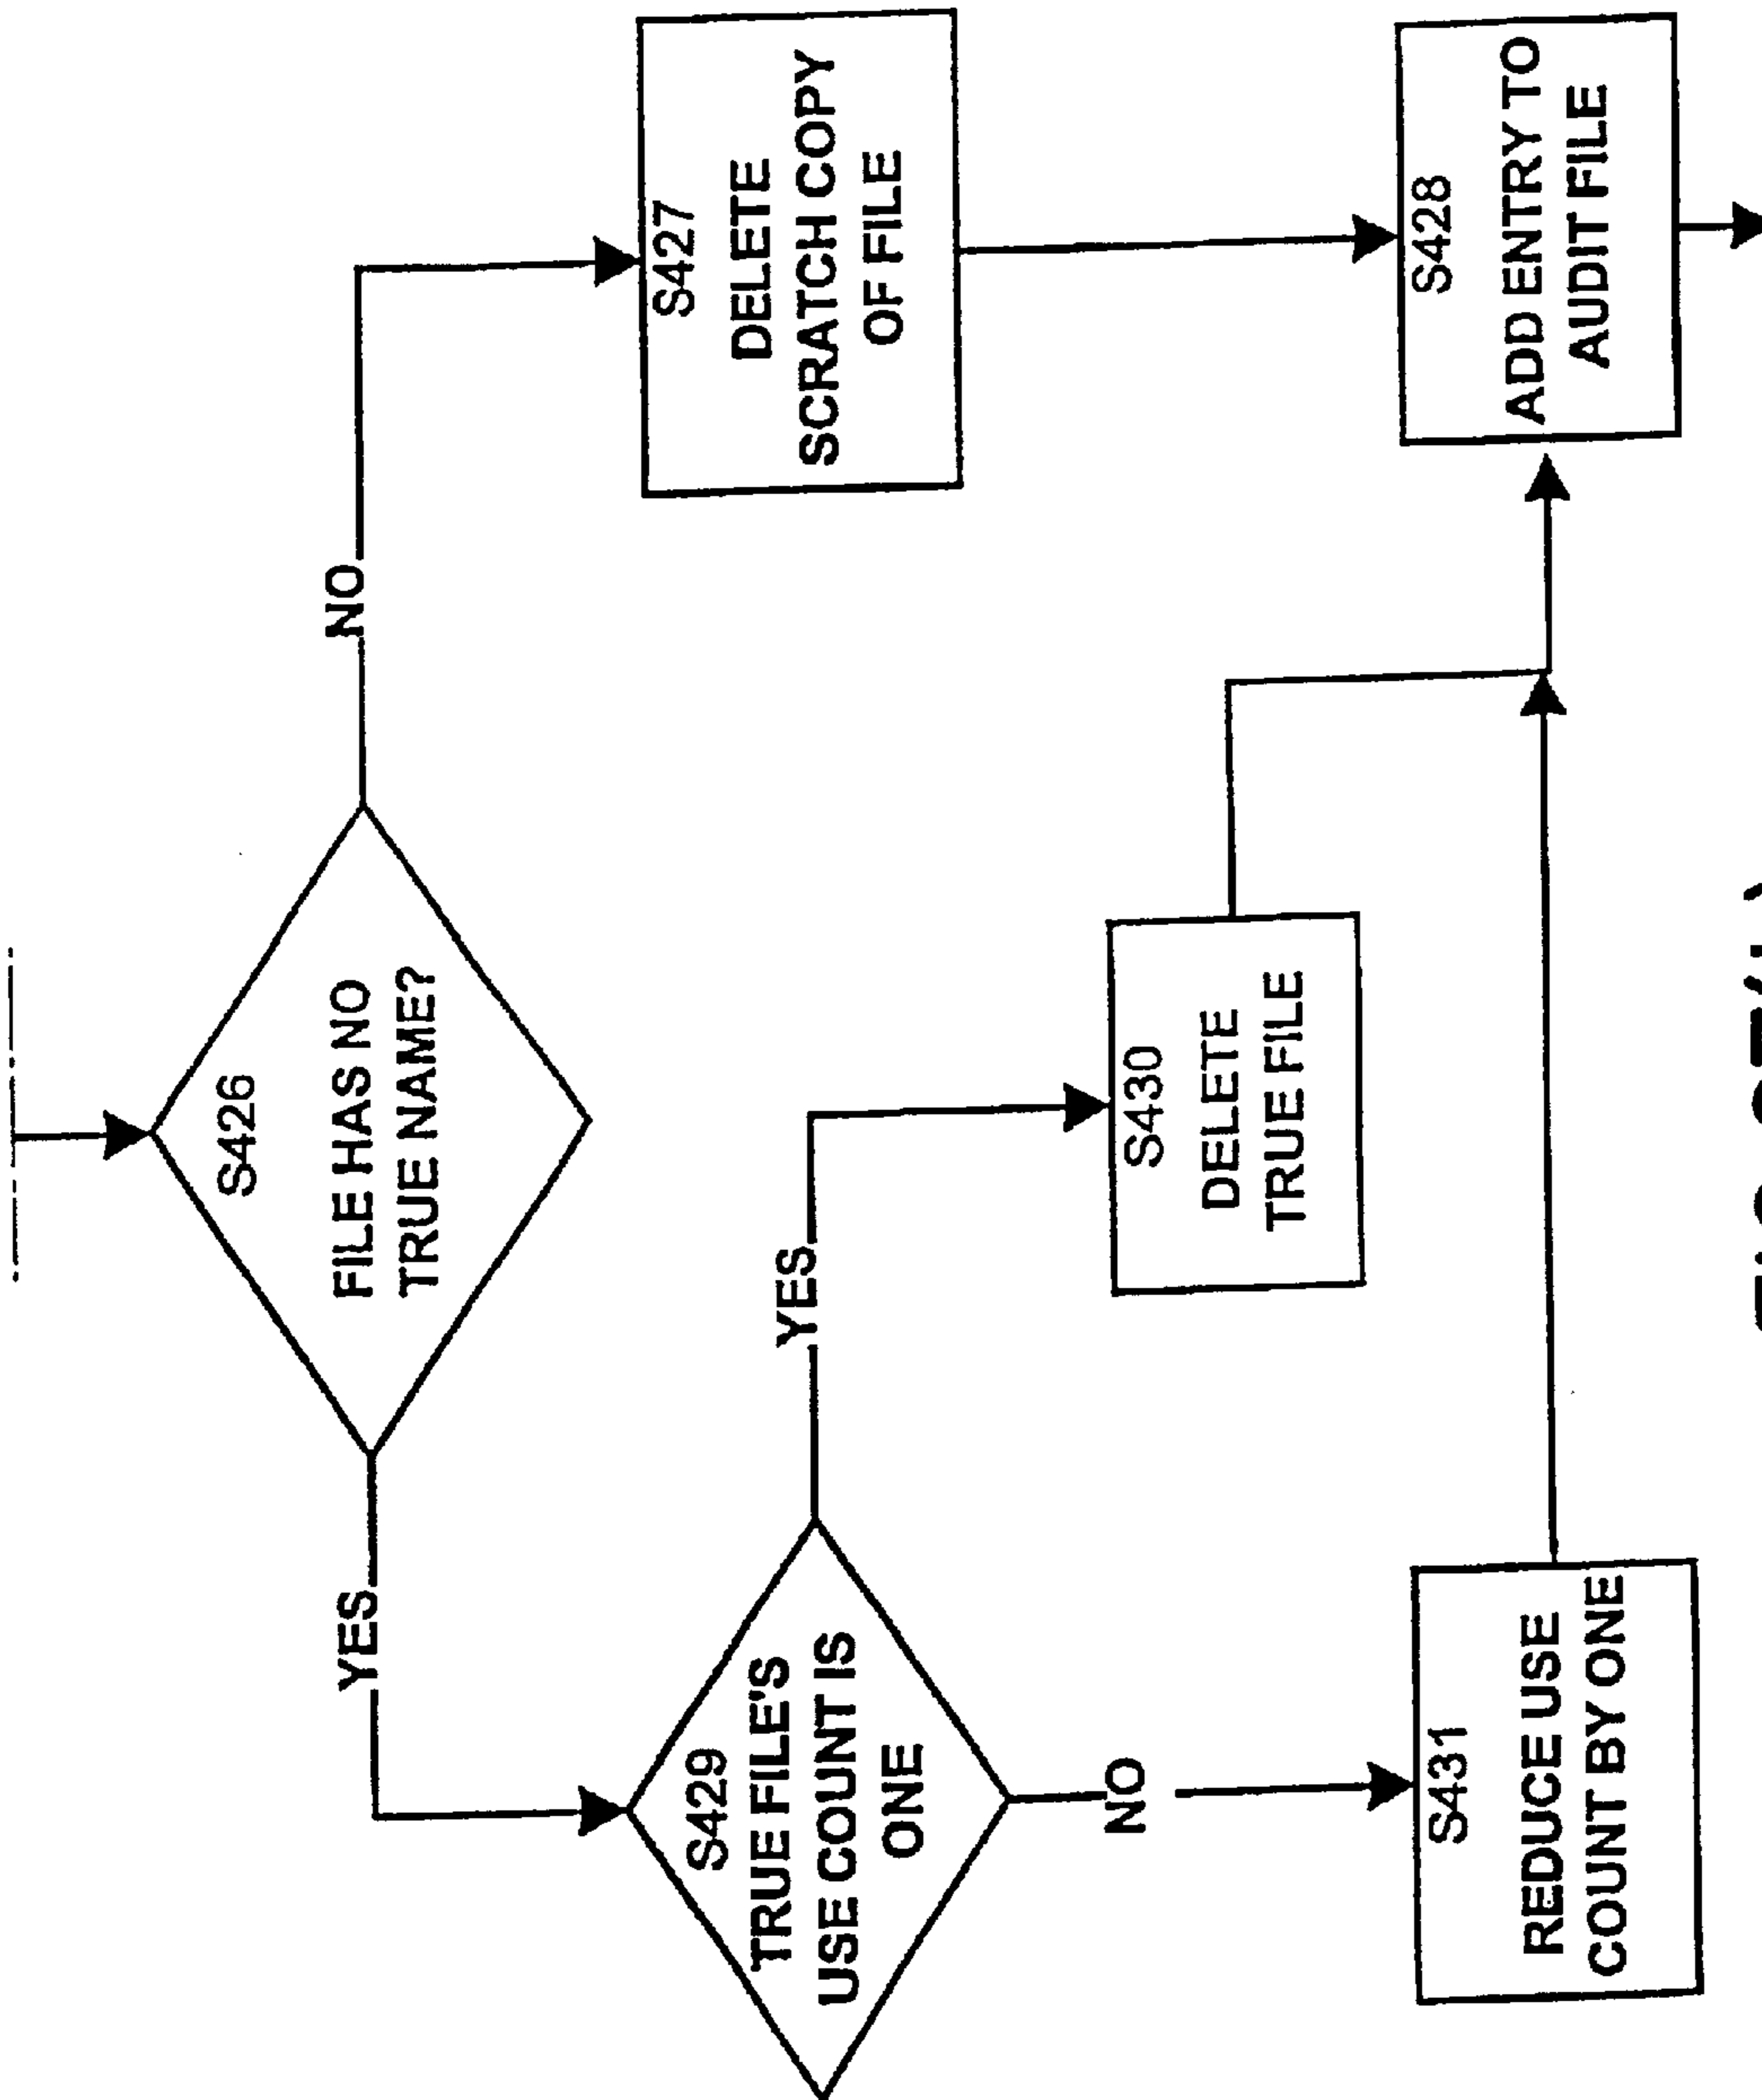 S426
FILE HAS NO
TRUE NAME?
YES
NO
S429
TRUE FILE'S
USE COUNT IS
ONE
YES
NO
S427
DELETE
SCRATCH COPY
OF FILE
S430
DELETE
TRUE FILE
S431
REDUCE USE
COUNT BY ONE
S428
ADD ENTRY TO
AUDIT FILE